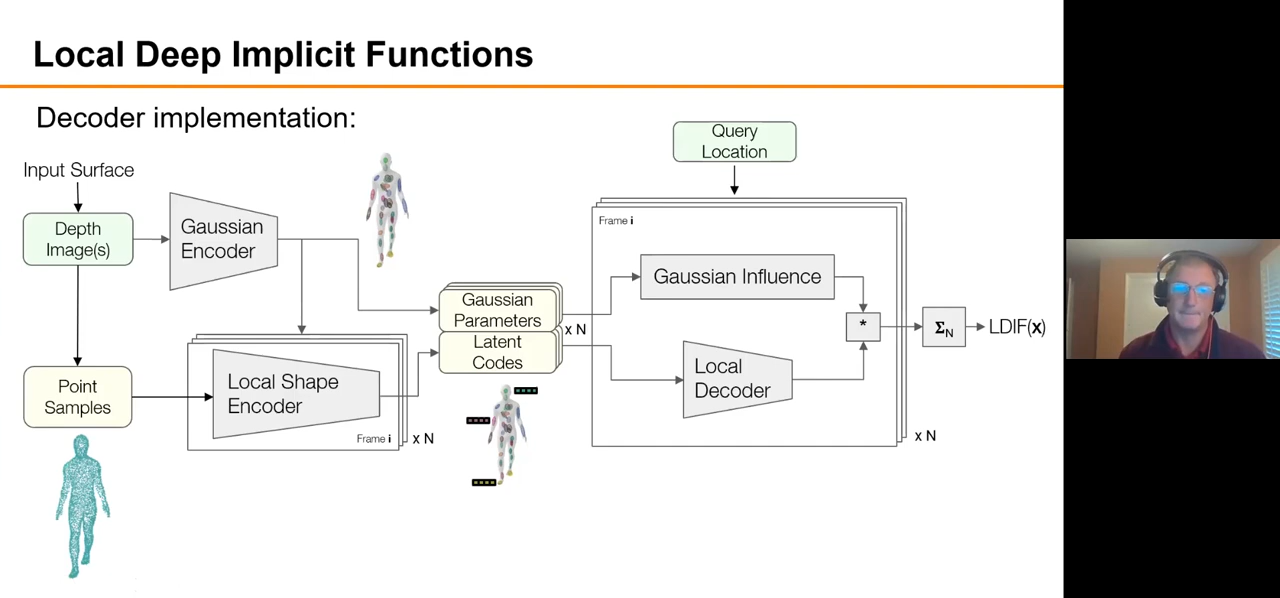 Local Deep Implicit Functions
Decoder implementation:
Input Surface
Depth
Image(s)
Gaussian
Encoder
Point
Samples
Local Shape
Encoder
Frame i
x N
Gaussian
Parameters
x N
Latent
Codes
Query
Location
Frame i
Gaussian Influence
Local
Decoder
*
ΣN
LDIF(x)
x N